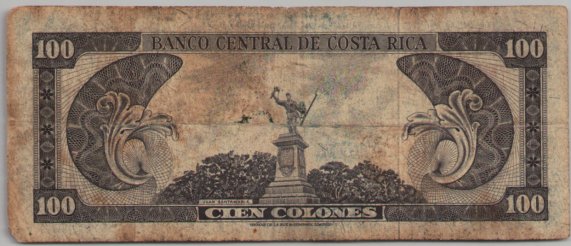 100 BANCO CENTRAL DE COSTA RICA 100
JUAN SANTAMARIA
100 CIEN COLONES 100